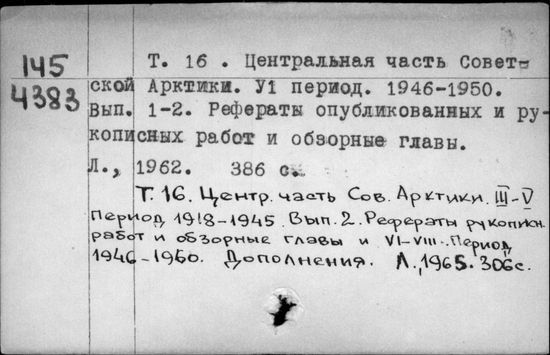 145
4383
Т. 16 . Центральная часть Совет-
ской Арктики. У1 период. 1946-1950.
Вып. 1-2. Рефераты опубликованных и ру-
кописных работ и обзорные главы.
Л., 1962. 386 с.
Т. 16. Центр. часть Сов. Арктики. III-V
Период 1918-1945 Вып. 2. Рефераты рукописн.
работ и обзорные главы и VI-VIII. Период
1946-1960. Дополнения. Л., 1965. 306с.